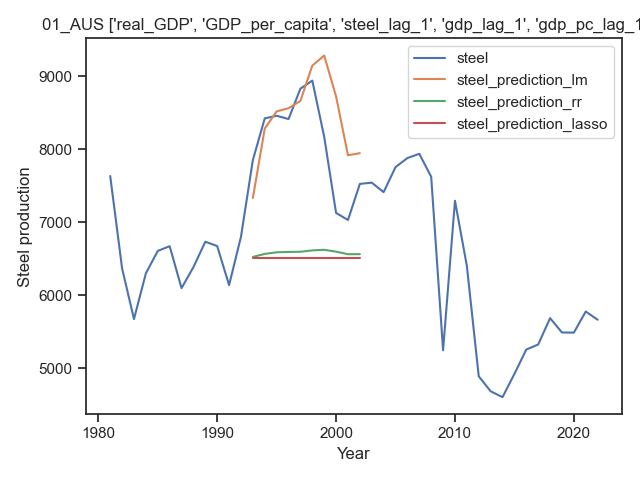 01_AUS ['real_GDP', 'GDP_per_capita', 'steel_lag_1', 'gdp_lag_1', 'gdp_pc_lag_1
steel
steel_prediction_lm
steel_prediction_rr
steel_prediction_lasso
9000
8000
7000
6000
5000
Steel production
1980
1990
2000
2010
2020
Year